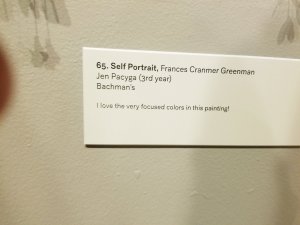 65. Self Portrait, Frances Cranmer Greenman
Jen Pacyga (3rd year)
Bachman's
I love the very focused colors in this painting!